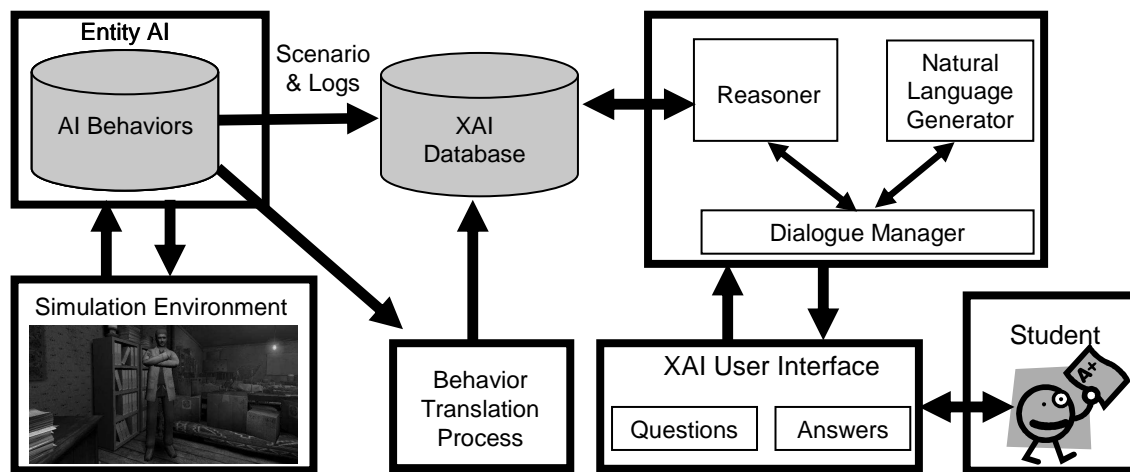 Entity AI
AI Behaviors
Scenario
& Logs
XAI
Database
Reasoner
Natural
Language
Generator
Dialogue Manager
Simulation Environment
Behavior
Translation
Process
XAI User Interface
Questions
Answers
Student
A+